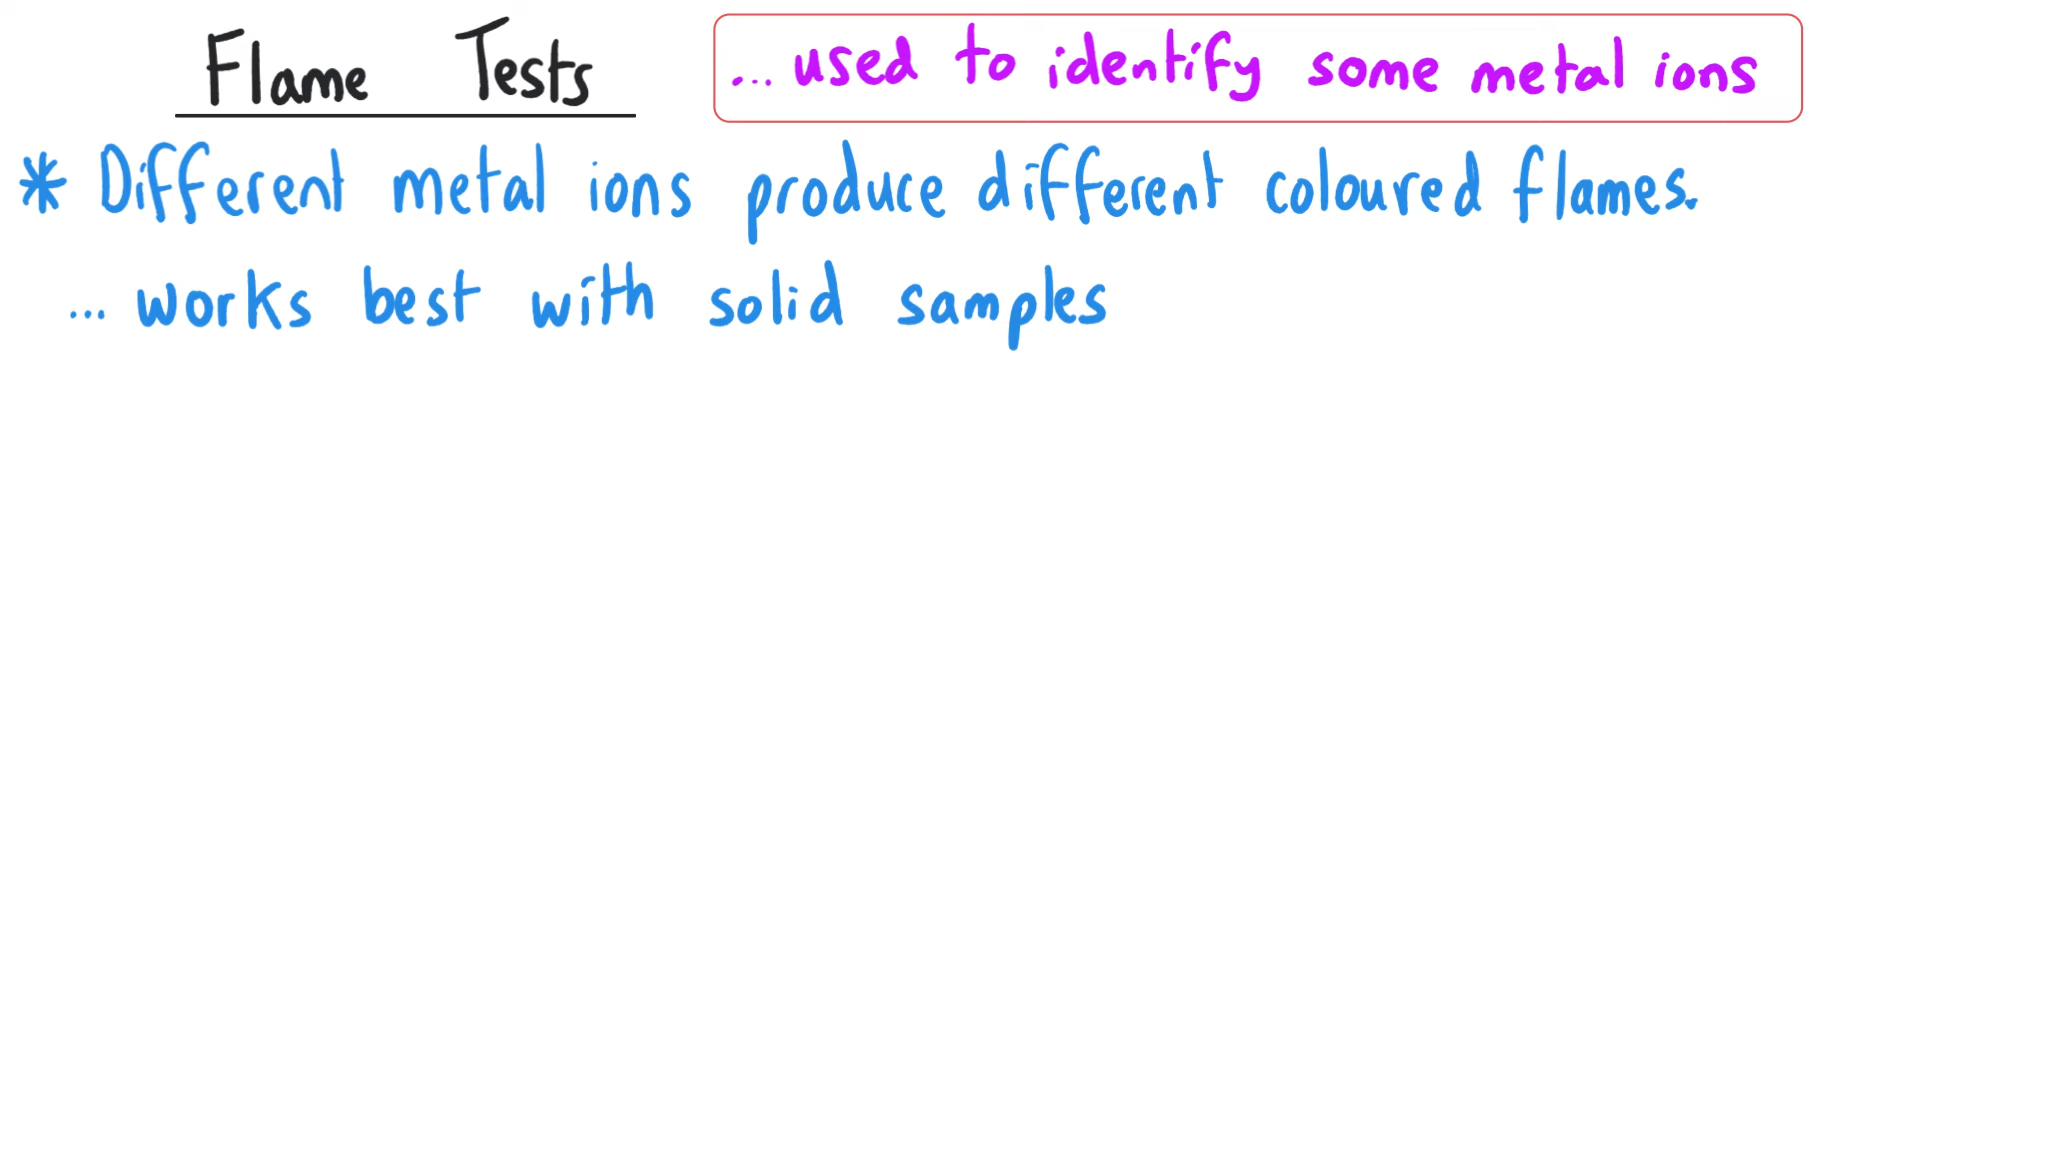 Flame Tests ... used to identify some metal ions
* Different metal ions produce different coloured flames.
... works best with solid samples